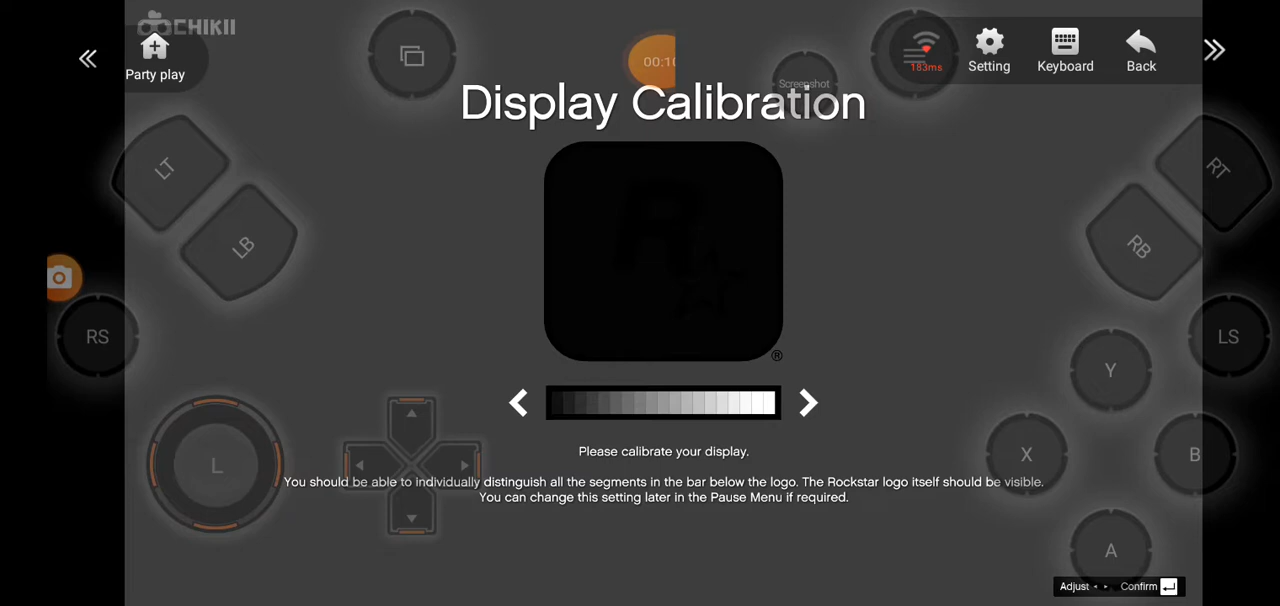 CHIKII
Party play
00:10
183ms
Setting
Keyboard
Back
Screenshot
Display Calibration
LT
RT
LB
RB
R
®
RS
LS
Y
L
X
B
Please calibrate your display.
You should be able to individually distinguish all the segments in the bar below the logo. The Rockstar logo itself should be visible.
You can change this setting later in the Pause Menu if required.
A
Adjust
Confirm